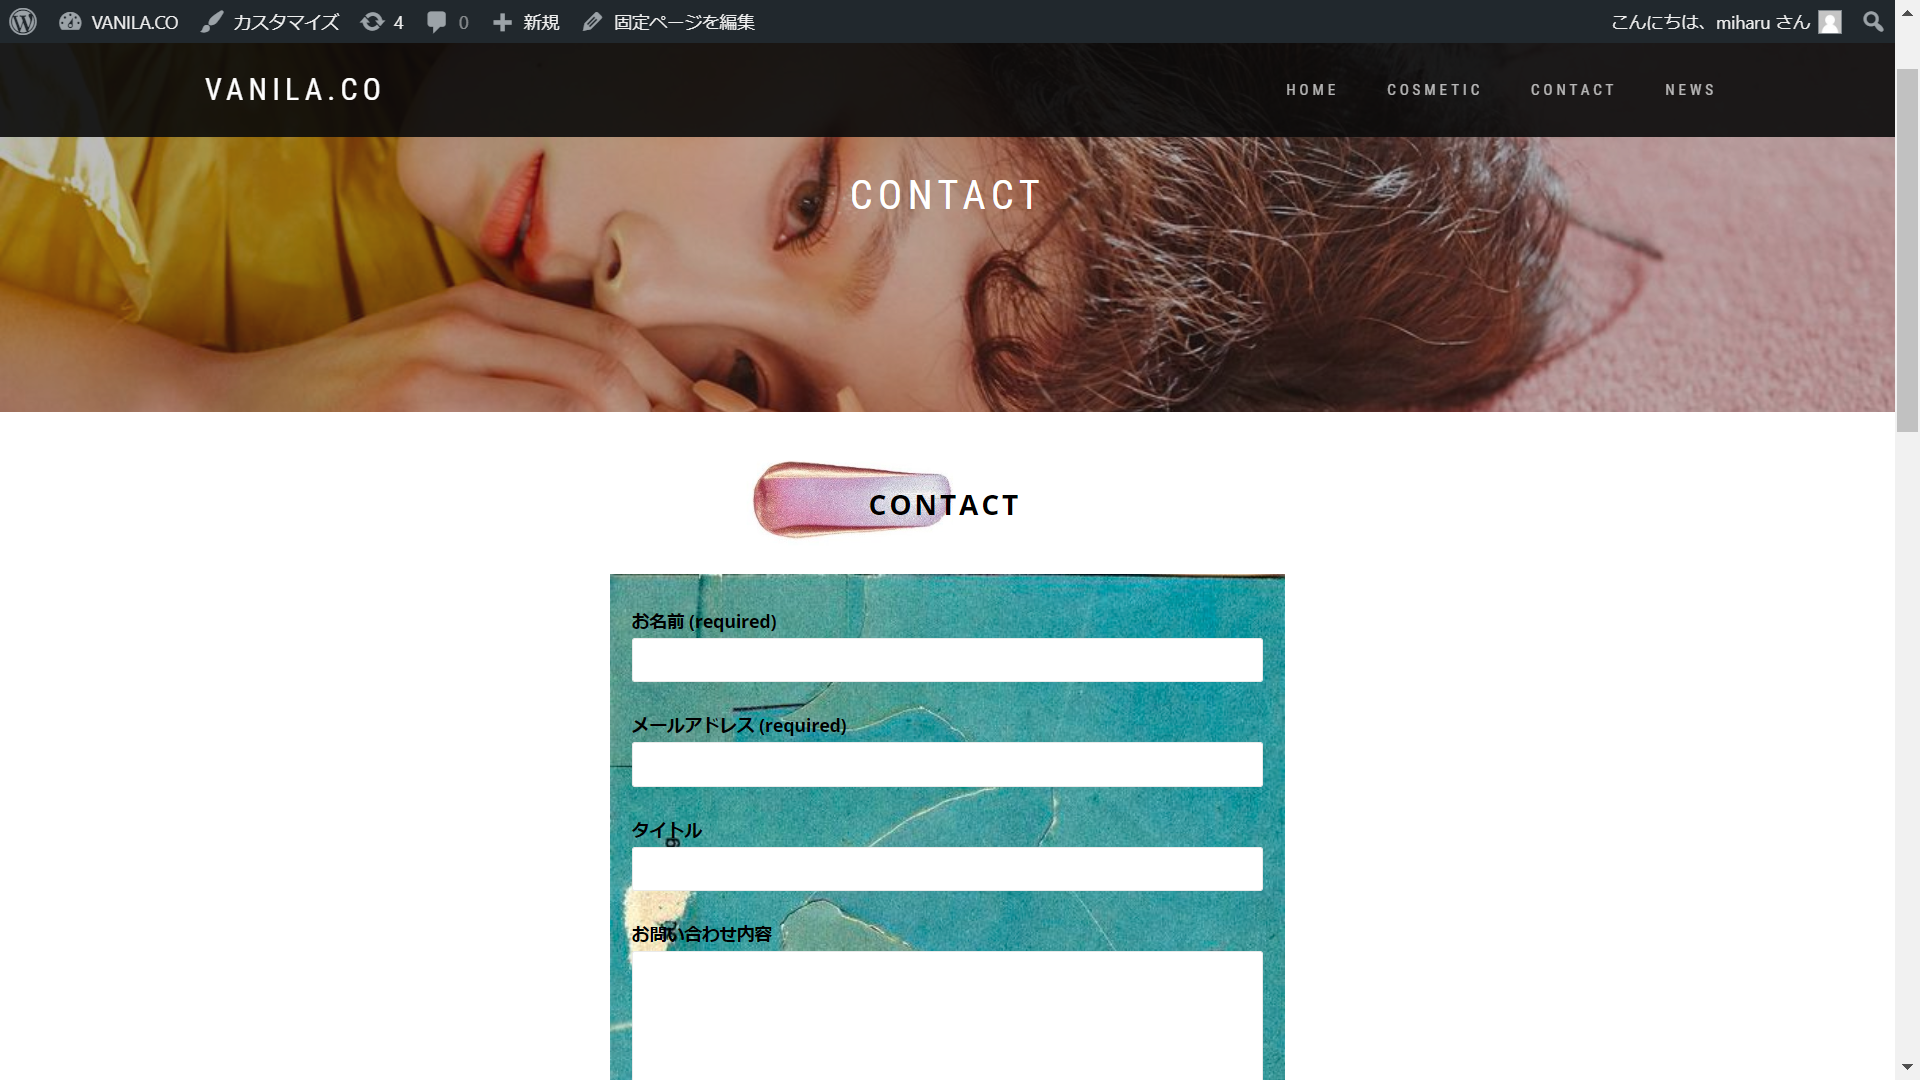 VANILA.CO カスタマイズ 4 0 新規 固定ページを編集 こんにちは、miharu さん
VANILA.CO HOME COSMETIC CONTACT NEWS
CONTACT
CONTACT
お名前 (required)
メールアドレス (required)
タイトル
お問い合わせ内容